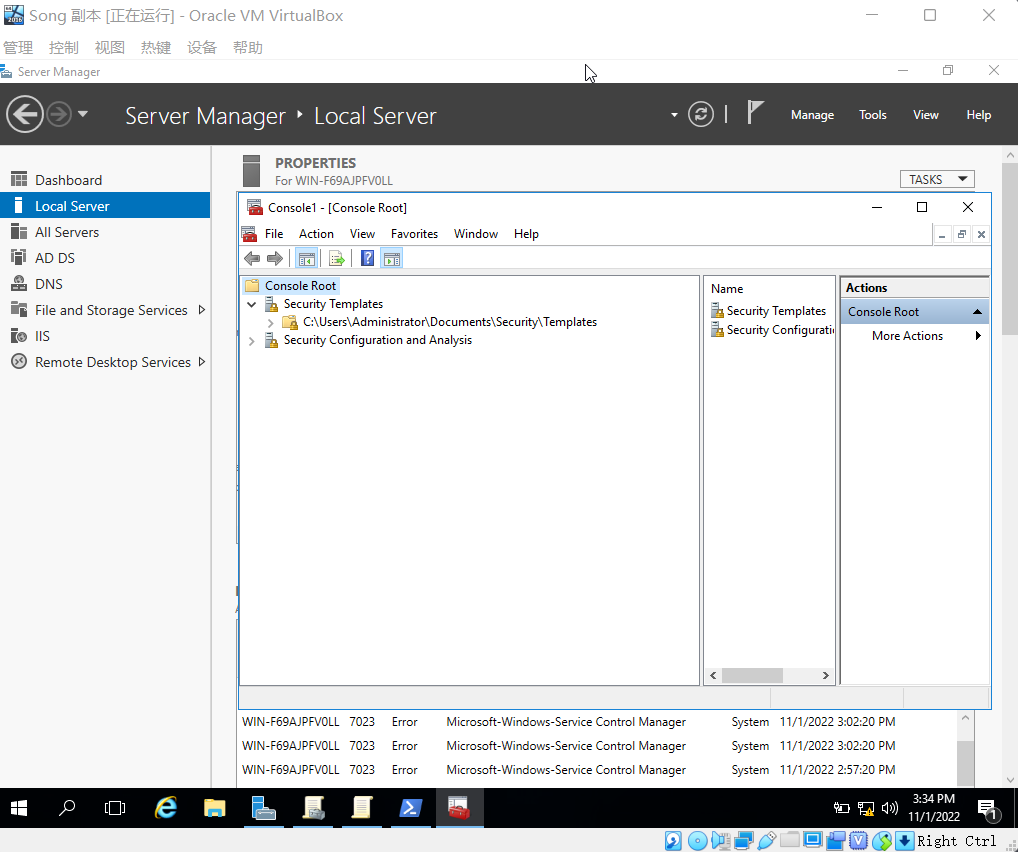 Song 副本 [正在运行] - Oracle VM VirtualBox
管理 控制 视图 热键 设备 帮助
Server Manager
Server Manager Local Server
Manage Tools View Help
Dashboard
Local Server
All Servers
AD DS
DNS
File and Storage Services
IIS
Remote Desktop Services
PROPERTIES
For WIN-F69AJPFV0LL
TASKS
Console1 - [Console Root]
File Action View Favorites Window Help
Console Root
Security Templates
C:\Users\Administrator\Documents\Security\Templates
Security Configuration and Analysis
Name
Security Templates
Security Configurati
Actions
Console Root
More Actions
WIN-F69AJPFV0LL 7023 Error Microsoft-Windows-Service Control Manager System 11/1/2022 3:02:20 PM
WIN-F69AJPFV0LL 7023 Error Microsoft-Windows-Service Control Manager System 11/1/2022 3:02:20 PM
WIN-F69AJPFV0LL 7023 Error Microsoft-Windows-Service Control Manager System 11/1/2022 2:57:20 PM
3:34 PM
11/1/2022
1
Right Ctrl